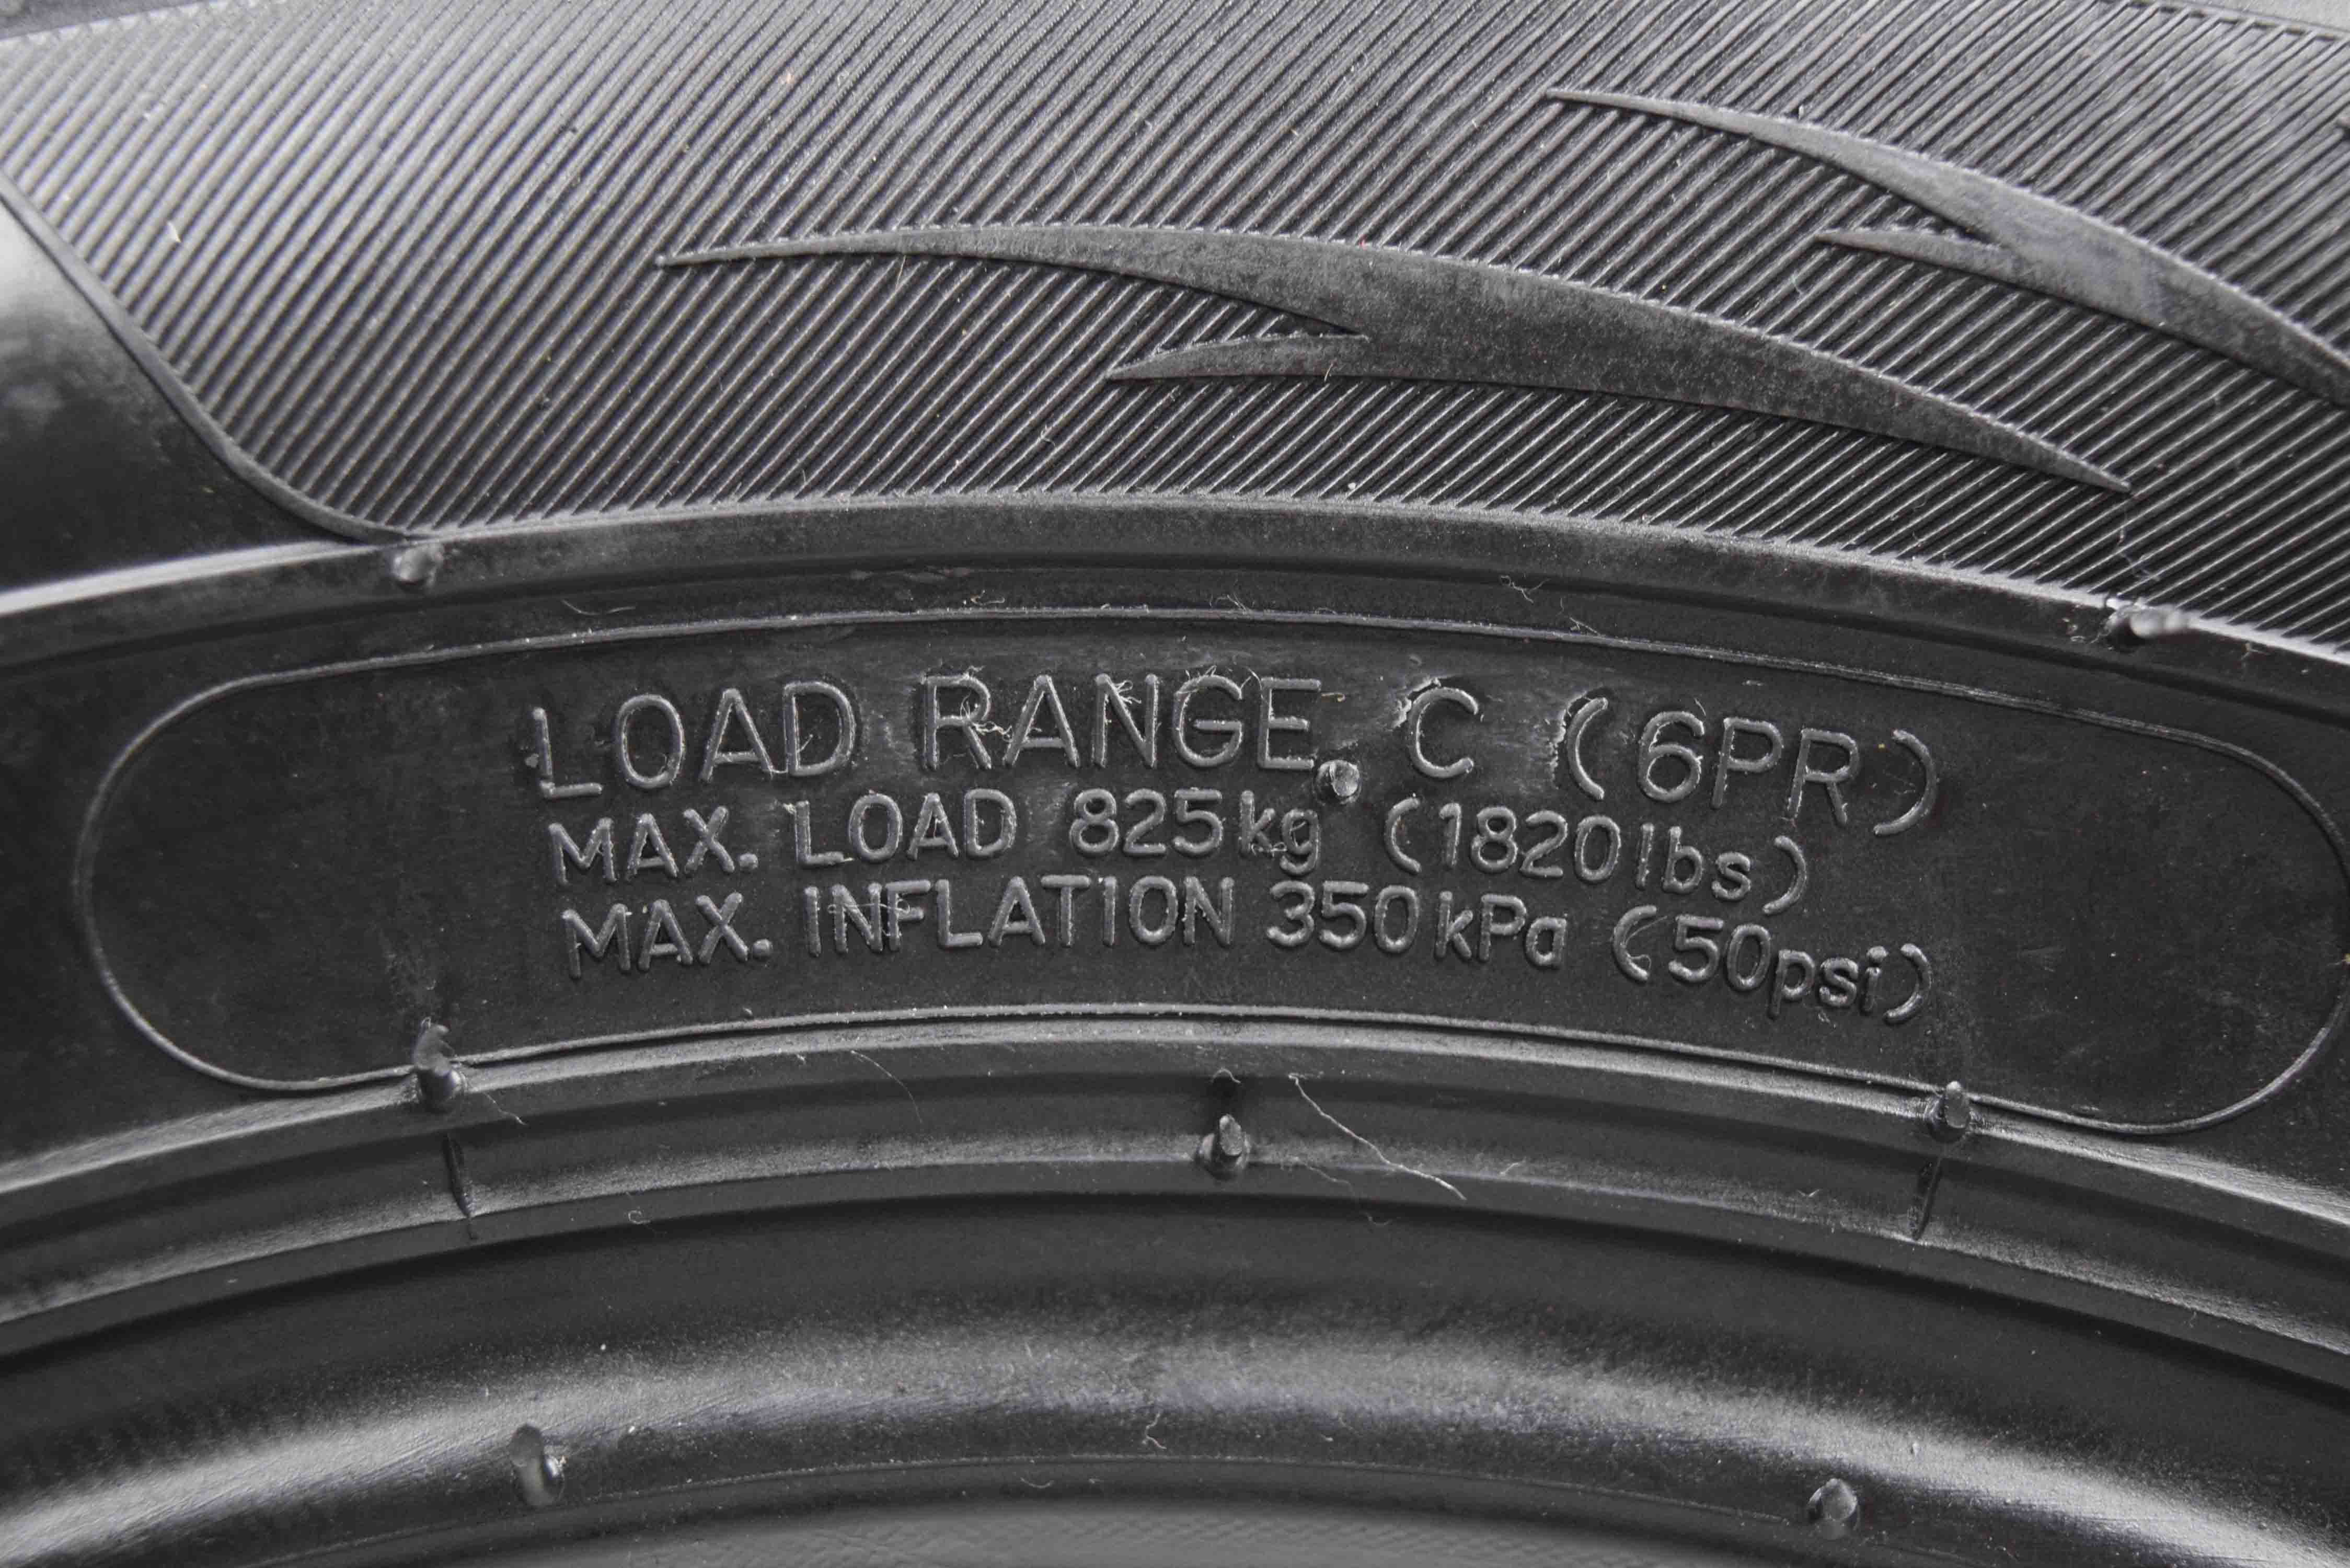 LOAD RANGE C (6PR)
MAX. LOAD 825kg (1820lbs)
MAX. INFLATION 350kPa (50psi)